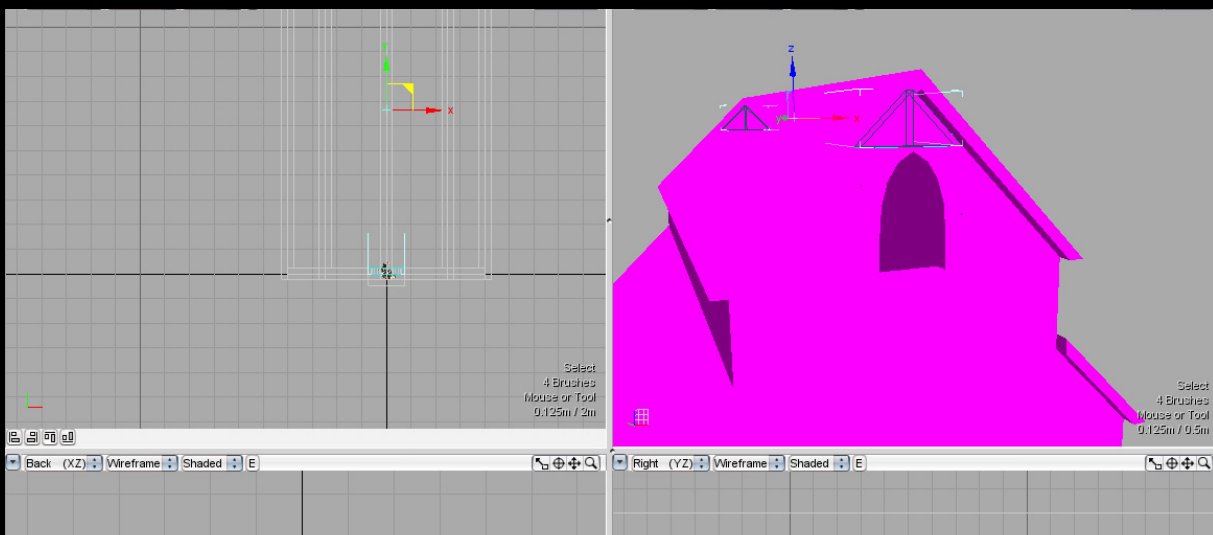 Y
x
z
y
x
Select
4 Brushes
Mouse or Tool
0.125m / 2m
Select
4 Brushes
Mouse or Tool
0.125m / 0.5m
Back (XZ) Wireframe Shaded E
Right (YZ) Wireframe Shaded E